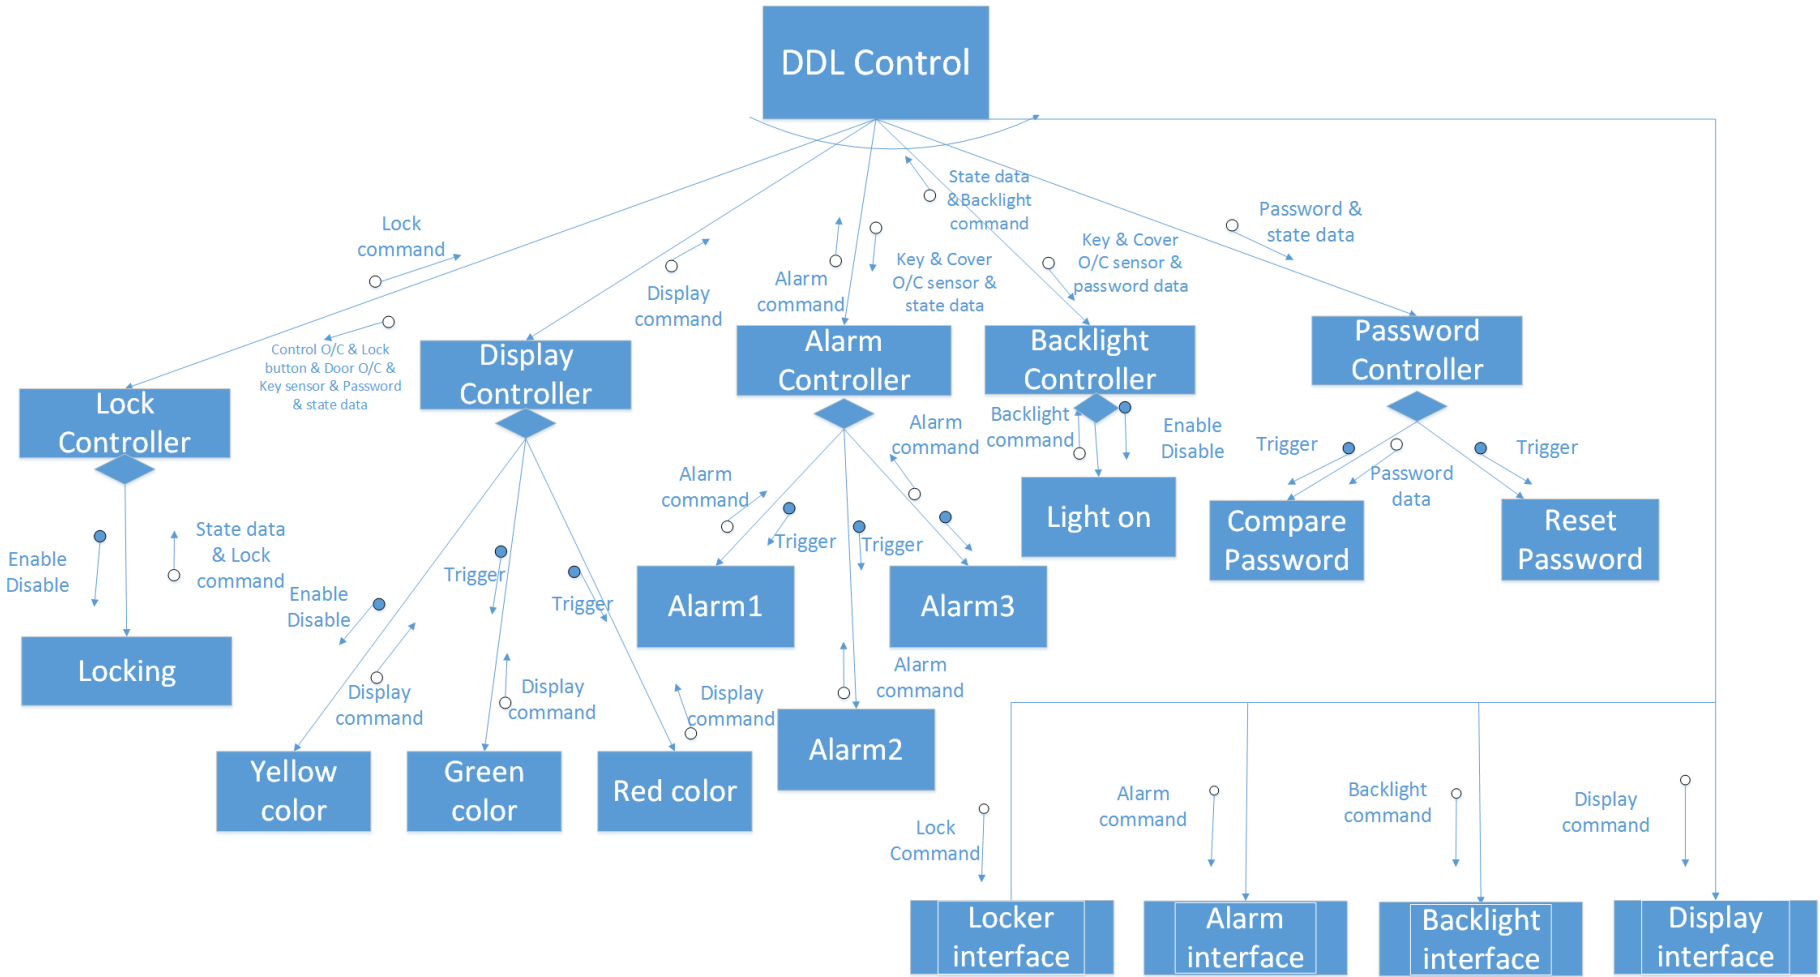 DDL Control
State data
&Backlight
command
Password &
state data
Lock
command
Key & Cover
O/C sensor &
password data
Key & Cover
O/C sensor &
state data
Alarm
command
Display
command
Control O/C & Lock
button & Door O/C &
Key sensor & Password
& state data
Lock
Controller
Display
Controller
Alarm
Controller
Backlight
Controller
Password
Controller
Backlight
command
Enable
Disable
Alarm
command
Trigger
Password
data
Trigger
Alarm
command
Trigger
Trigger
Light on
Compare
Password
Reset
Password
Enable
Disable
State data
& Lock
command
Enable
Disable
Trigger
Trigger
Alarm1
Alarm3
Locking
Display
command
Display
command
Display
command
Alarm
command
Yellow
color
Green
color
Red color
Alarm2
Lock
Command
Alarm
command
Backlight
command
Display
command
Locker
interface
Alarm
interface
Backlight
interface
Display
interface